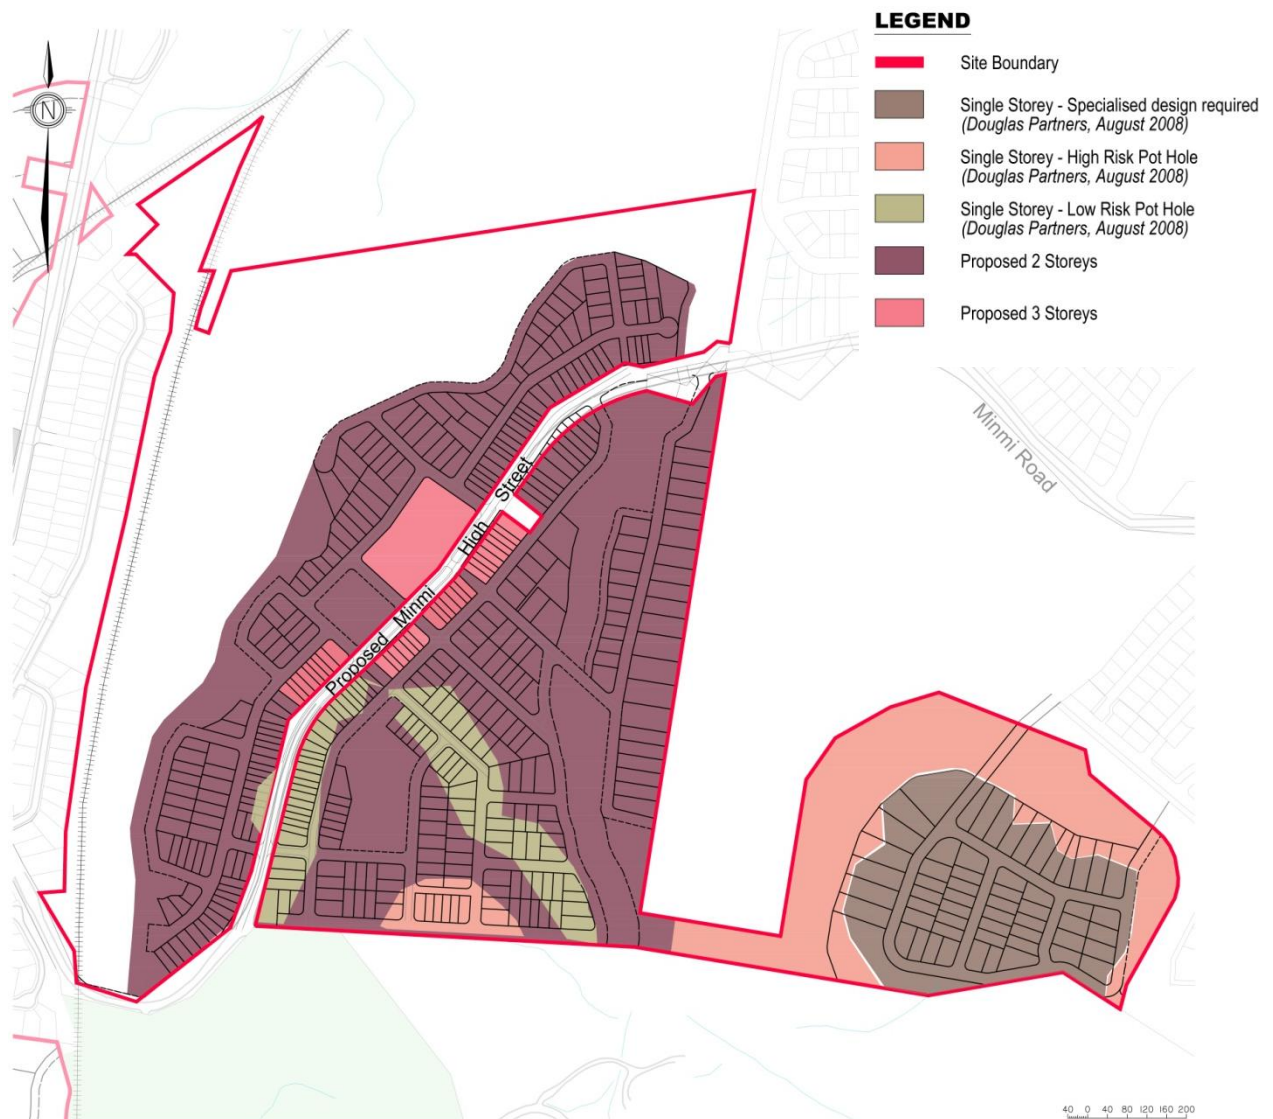 LEGEND
Site Boundary
Single Storey - Specialised design required
(Douglas Partners, August 2008)
Single Storey - High Risk Pot Hole
(Douglas Partners, August 2008)
Single Storey - Low Risk Pot Hole
(Douglas Partners, August 2008)
Proposed 2 Storeys
Proposed 3 Storeys
N
Minmi Road
Proposed Minmi High Street
40 0 40 80 120 160 200